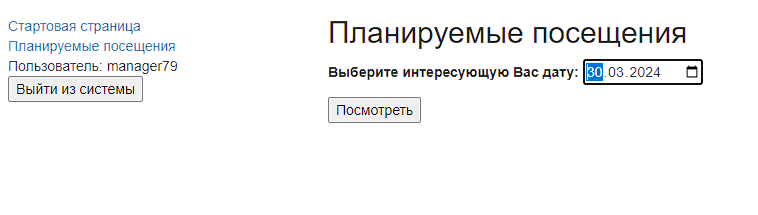 Стартовая страница
Планируемые посещения
Пользователь: manager79
Выйти из системы
Планируемые посещения
Выберите интересующую Вас дату: 30.03.2024
Посмотреть